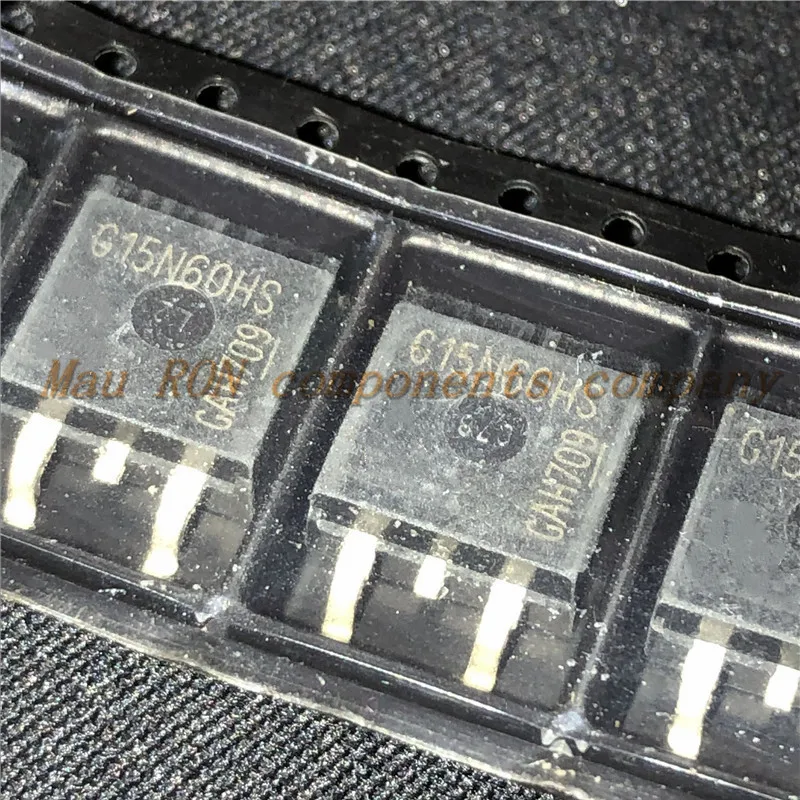 G15N60HS
GAH709
G15N60HS
GAH709
G15
Mau RON components company